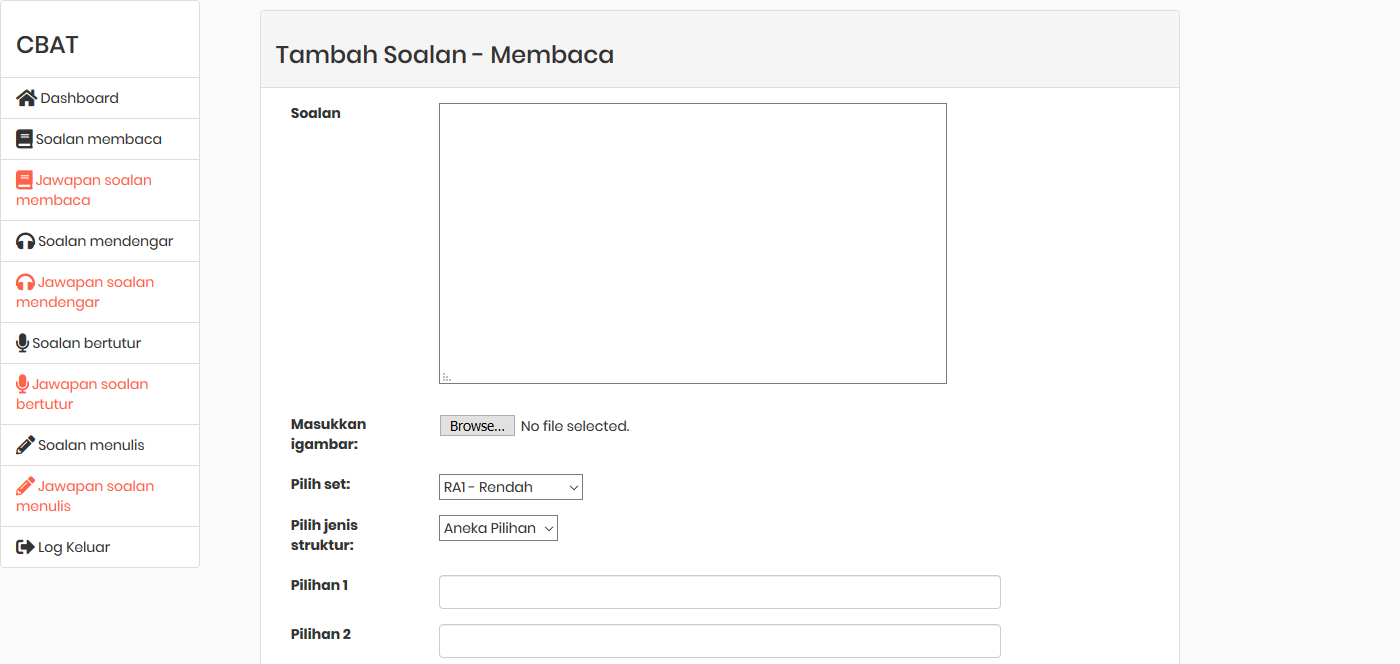 CBAT
Dashboard
Soalan membaca
Jawapan soalan
membaca
Soalan mendengar
Jawapan soalan
mendengar
Soalan bertutur
Jawapan soalan
bertutur
Soalan menulis
Jawapan soalan
menulis
Log Keluar
Tambah Soalan - Membaca
Soalan
Masukkan
igambar:
Browse... No file selected.
Pilih set:
RA1 - Rendah
Pilih jenis
struktur:
Aneka Pilihan
Pilihan 1
Pilihan 2